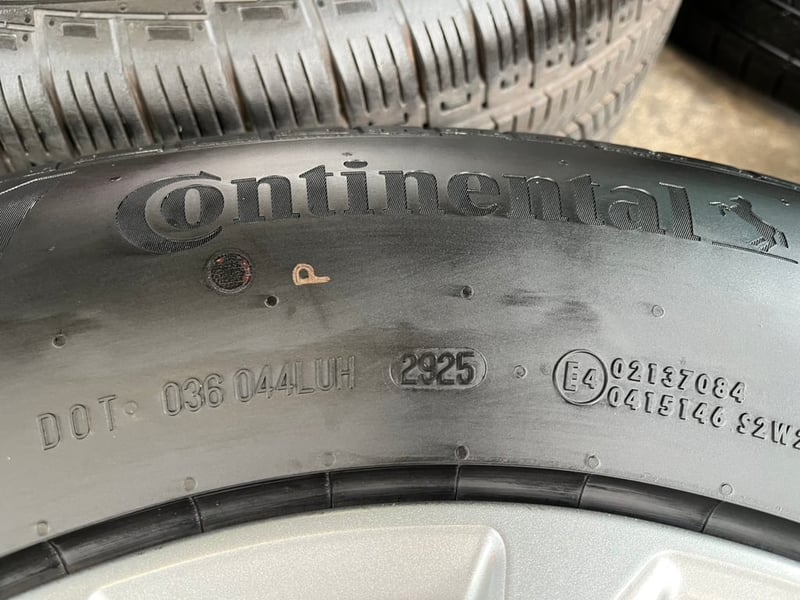 Continental
P
DOT 036 044LUH 2925
E4 02137084
0415146 S2W2